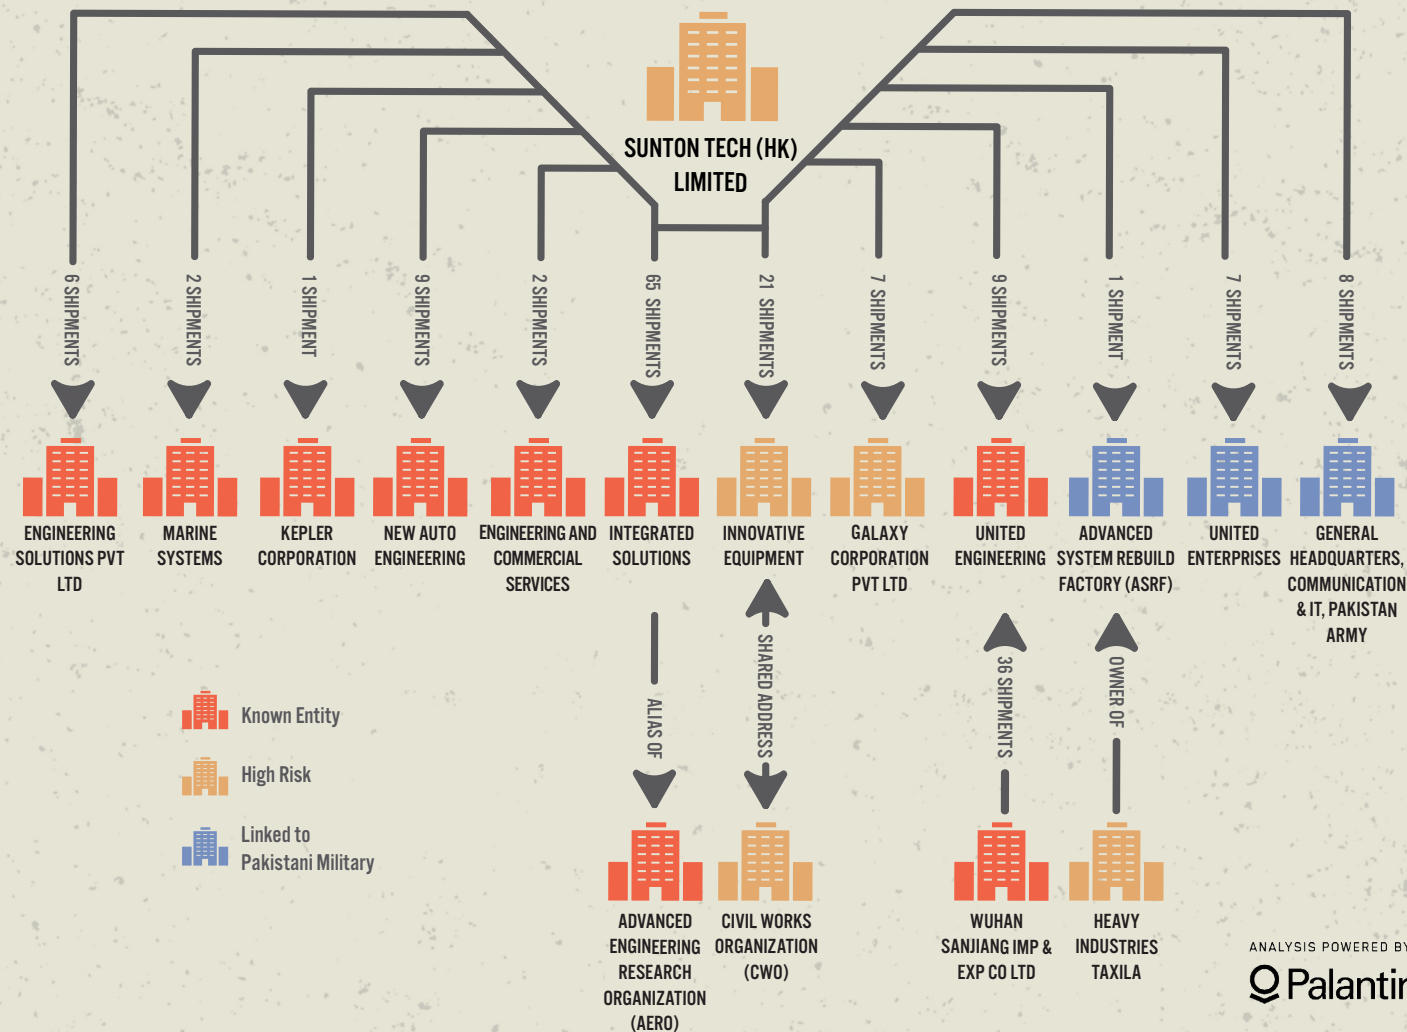 SUNTON TECH (HK)
LIMITED
6 SHIPMENTS
2 SHIPMENTS
1 SHIPMENT
9 SHIPMENTS
2 SHIPMENTS
65 SHIPMENTS
21 SHIPMENTS
7 SHIPMENTS
9 SHIPMENTS
1 SHIPMENT
7 SHIPMENTS
8 SHIPMENTS
ENGINEERING
SOLUTIONS PVT
LTD
MARINE
SYSTEMS
KEPLER
CORPORATION
NEW AUTO
ENGINEERING
ENGINEERING AND
COMMERCIAL
SERVICES
INTEGRATED
SOLUTIONS
INNOVATIVE
EQUIPMENT
GALAXY
CORPORATION
PVT LTD
UNITED
ENGINEERING
ADVANCED
SYSTEM REBUILD
FACTORY (ASRF)
UNITED
ENTERPRISES
GENERAL
HEADQUARTERS,
COMMUNICATION
& IT, PAKISTAN
ARMY
ALIAS OF
SHARED ADDRESS
36 SHIPMENTS
OWNER OF
Known Entity
High Risk
Linked to
Pakistani Military
ADVANCED
ENGINEERING
RESEARCH
ORGANIZATION
(AERO)
CIVIL WORKS
ORGANIZATION
(CWO)
WUHAN
SANJIANG IMP &
EXP CO LTD
HEAVY
INDUSTRIES
TAXILA
ANALYSIS POWERED BY
Palantir